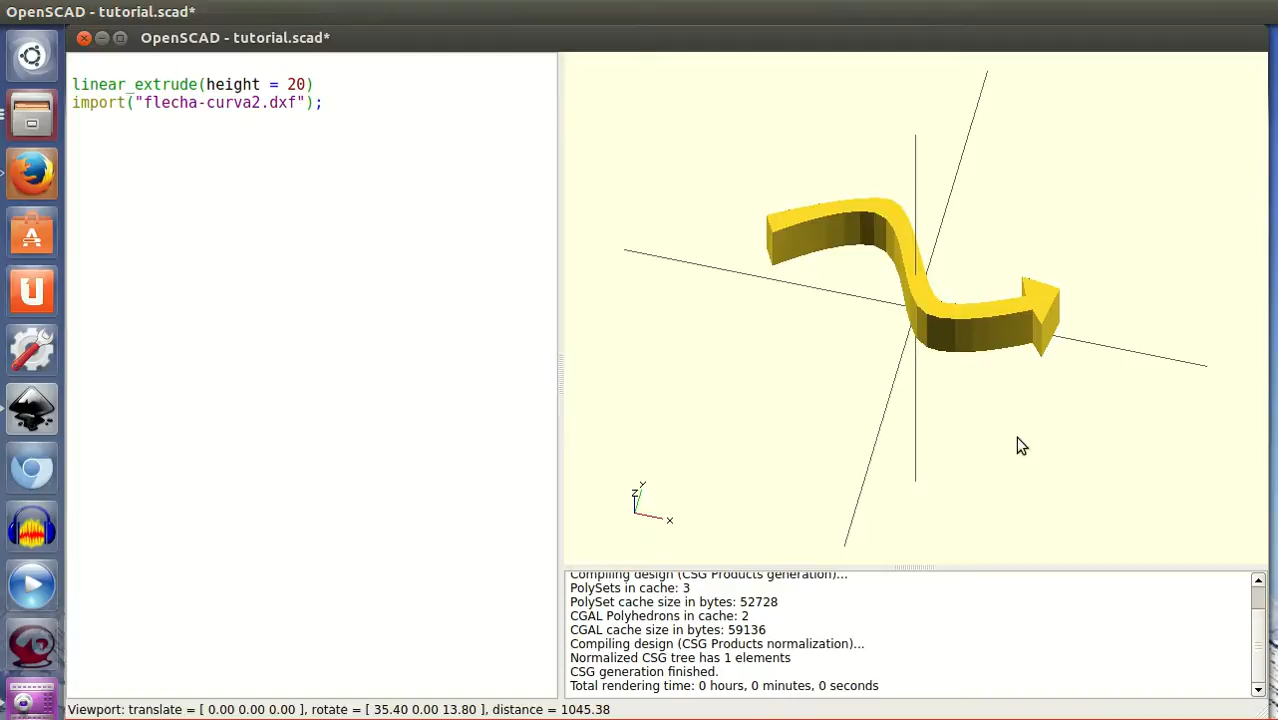 OpenSCAD - tutorial.scad*
OpenSCAD - tutorial.scad*
linear_extrude(height = 20)
import("flecha-curva2.dxf");
Z
Y
X
Compiling design (CSG Products generation)...
PolySets in cache: 3
PolySet cache size in bytes: 52728
CGAL Polyhedrons in cache: 2
CGAL cache size in bytes: 59136
Compiling design (CSG Products normalization)...
Normalized CSG tree has 1 elements
CSG generation finished.
Total rendering time: 0 hours, 0 minutes, 0 seconds
Viewport: translate = [ 0.00 0.00 0.00 ], rotate = [ 35.40 0.00 13.80 ], distance = 1045.38